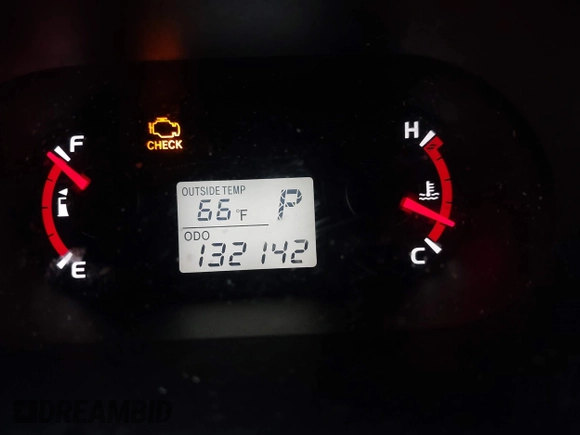 F
H
CHECK
OUTSIDE TEMP
66°F P
ODO
132142
E
C
DREAMBID